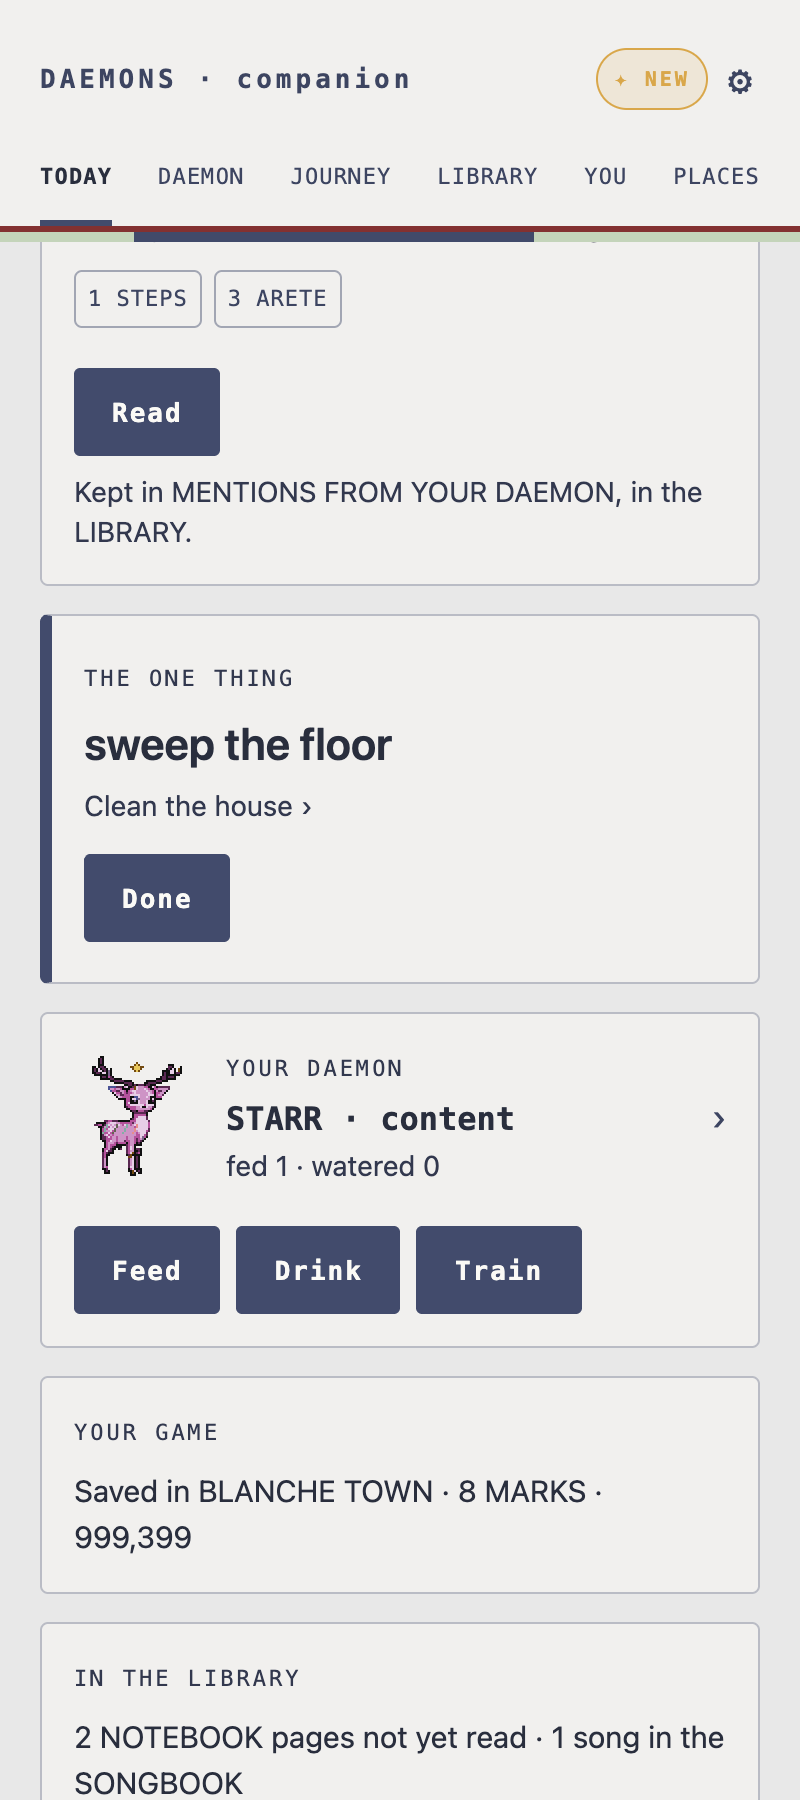 DAEMONS · companion
✦ NEW
TODAY DAEMON JOURNEY LIBRARY YOU PLACES
1 STEPS 3 ARETE
Read
Kept in MENTIONS FROM YOUR DAEMON, in the
LIBRARY.
THE ONE THING
sweep the floor
Clean the house ›
Done
YOUR DAEMON
STARR · content ›
fed 1 · watered 0
Feed Drink Train
YOUR GAME
Saved in BLANCHE TOWN · 8 MARKS ·
999,399
IN THE LIBRARY
2 NOTEBOOK pages not yet read · 1 song in the
SONGBOOK